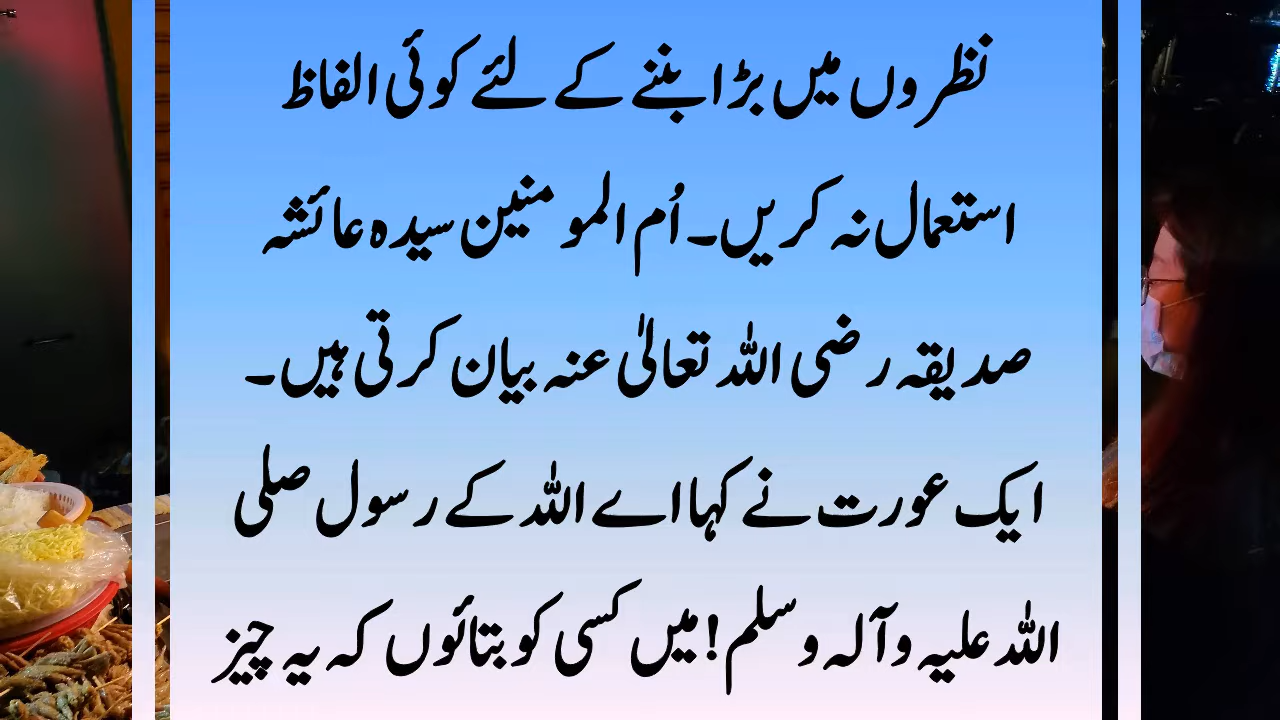 نظروں میں بڑا بننے کے لئے کوئی الفاظ
استعمال نہ کریں۔ اُم المومنین سیدہ عائشہ
صدیقہ رضی اللہ تعالیٰ عنہ بیان کرتی ہیں۔
ایک عورت نے کہا اے اللہ کے رسول صلی
اللہ علیہ وآلہ وسلم! میں کسی کو بتائوں کہ یہ چیز